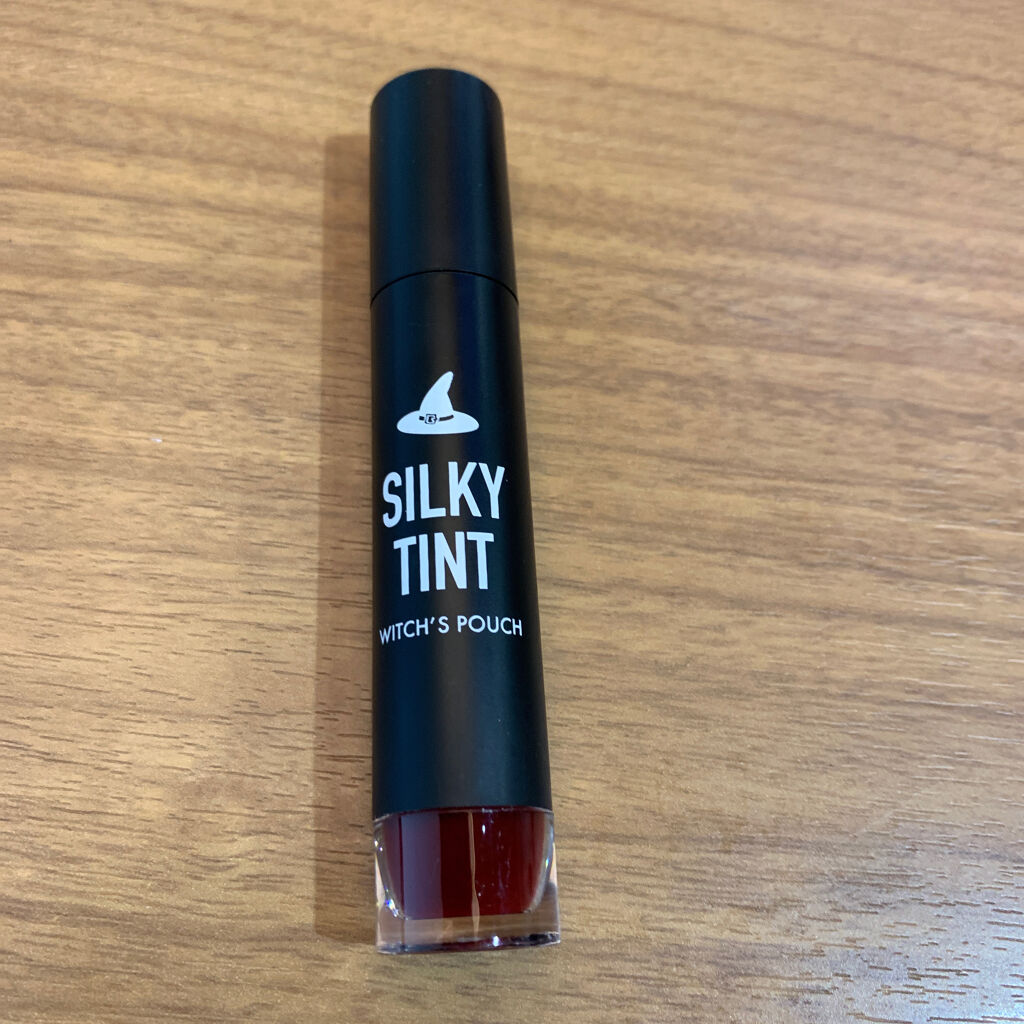 G
SILKY
TINT
WITCH'S POUCH